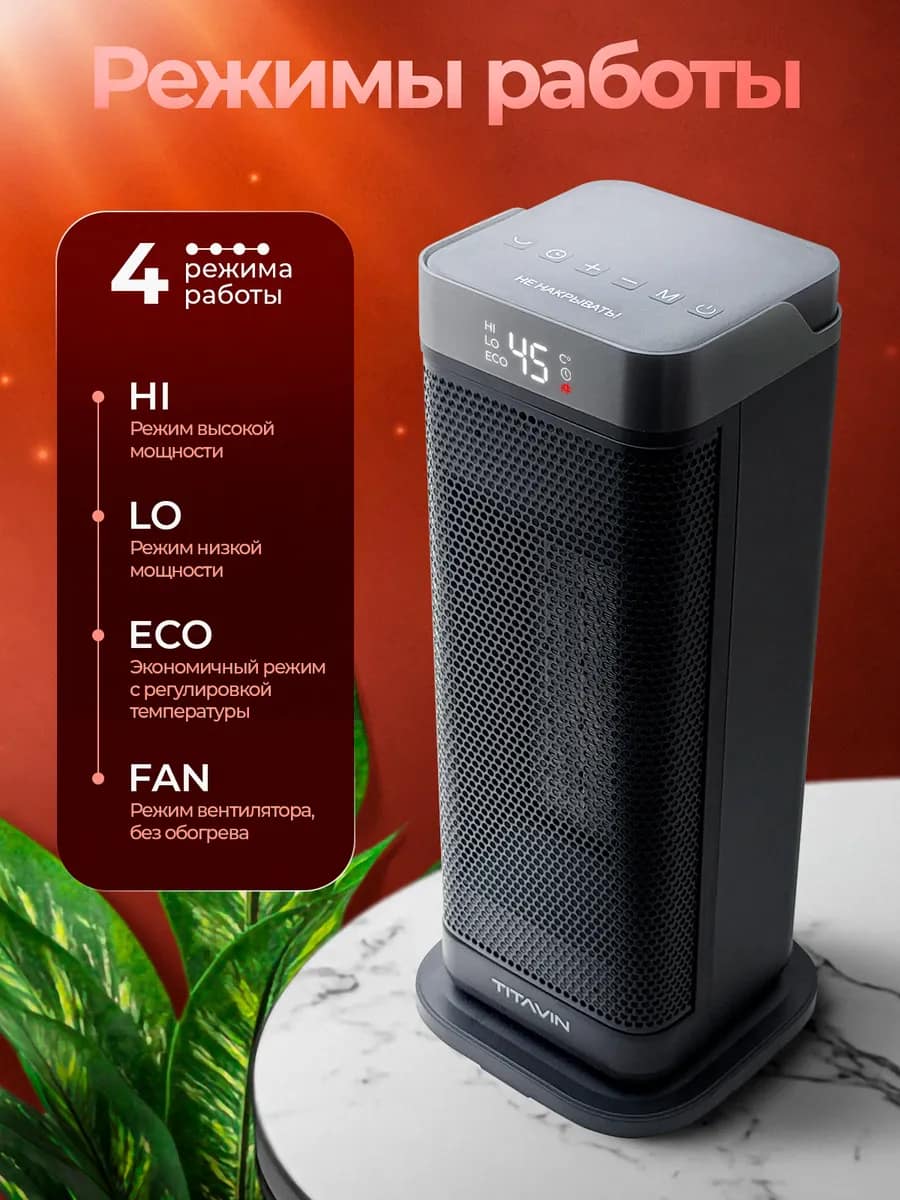 Режимы работы
4 режима
работы
HI
Режим высокой
мощности
LO
Режим низкой
мощности
ECO
Экономичный режим
с регулировкой
температуры
FAN
Режим вентилятора,
без обогрева
+ − M
НЕ НАКРЫВАТЬ!
HI
LO
ECO
45
C°
TITAVIN